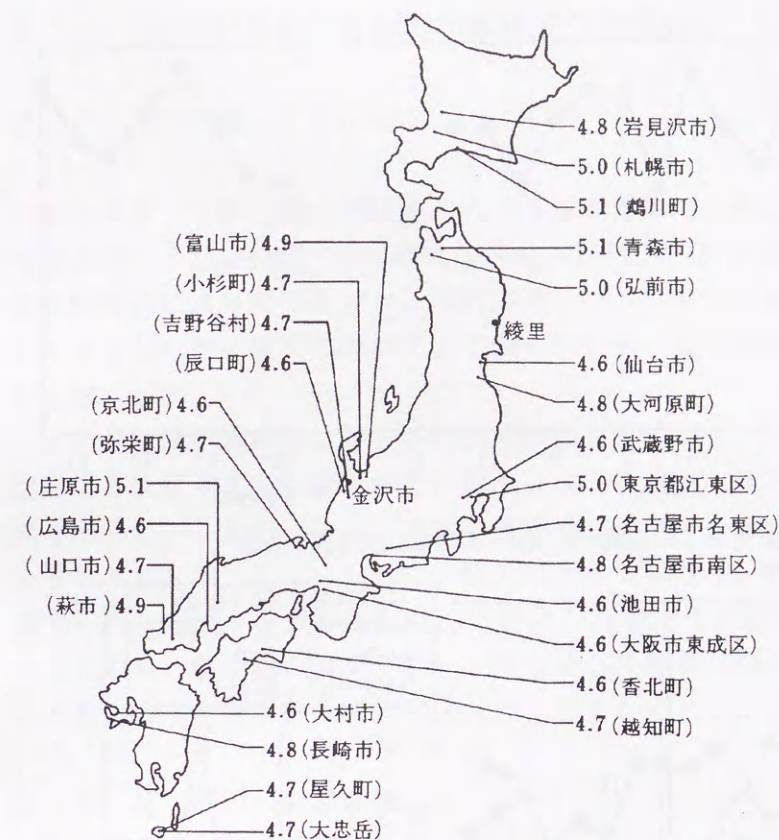 4.8(岩見沢市)
5.0(札幌市)
5.1(鵡川町)
5.1(青森市)
5.0(弘前市)
綾里
4.6(仙台市)
4.8(大河原町)
4.6(武蔵野市)
5.0(東京都江東区)
4.7(名古屋市名東区)
4.8(名古屋市南区)
4.6(池田市)
4.6(大阪市東成区)
4.6(香北町)
4.7(越知町)
(富山市)4.9
(小杉町)4.7
(吉野谷村)4.7
(辰口町)4.6
金沢市
(京北町)4.6
(弥栄町)4.7
(庄原市)5.1
(広島市)4.6
(山口市)4.7
(萩市)4.9
4.6(大村市)
4.8(長崎市)
4.7(屋久町)
4.7(大忠岳)